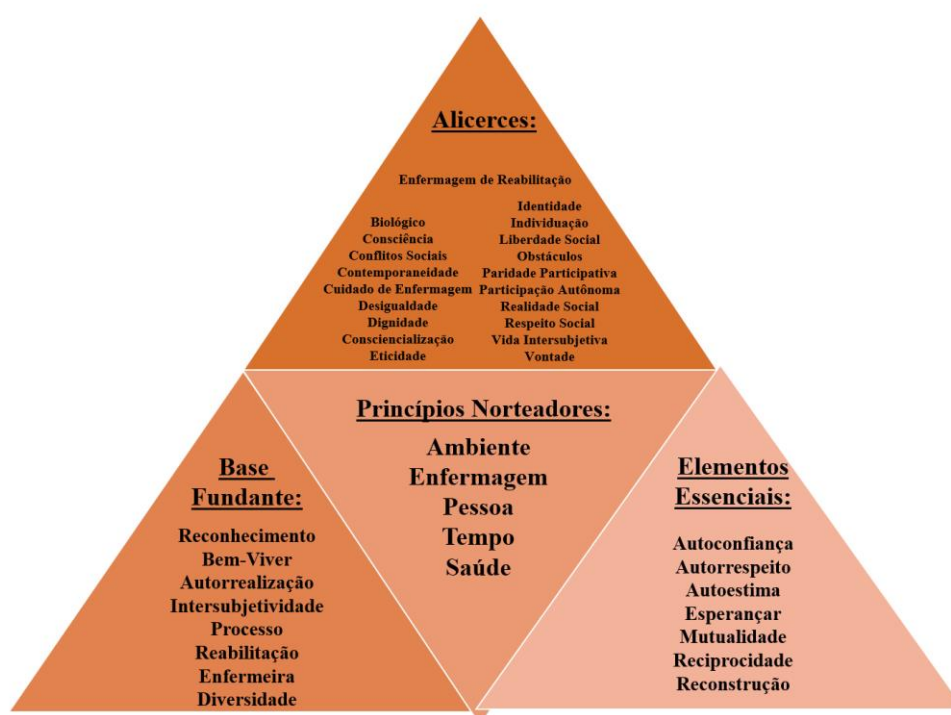 Alicerces:
Enfermagem de Reabilitação
Biológico
Consciência
Conflitos Sociais
Contemporaneidade
Cuidado de Enfermagem
Desigualdade
Dignidade
Consciencialização
Eticidade
Identidade
Individuação
Liberdade Social
Obstáculos
Paridade Participativa
Participação Autônoma
Realidade Social
Respeito Social
Vida Intersubjetiva
Vontade
Base
Fundante:
Reconhecimento
Bem-Viver
Autorrealização
Intersubjetividade
Processo
Reabilitação
Enfermeira
Diversidade
Princípios Norteadores:
Ambiente
Enfermagem
Pessoa
Tempo
Saúde
Elementos
Essenciais:
Autoconfiança
Autorrespeito
Autoestima
Esperançar
Mutualidade
Reciprocidade
Reconstrução